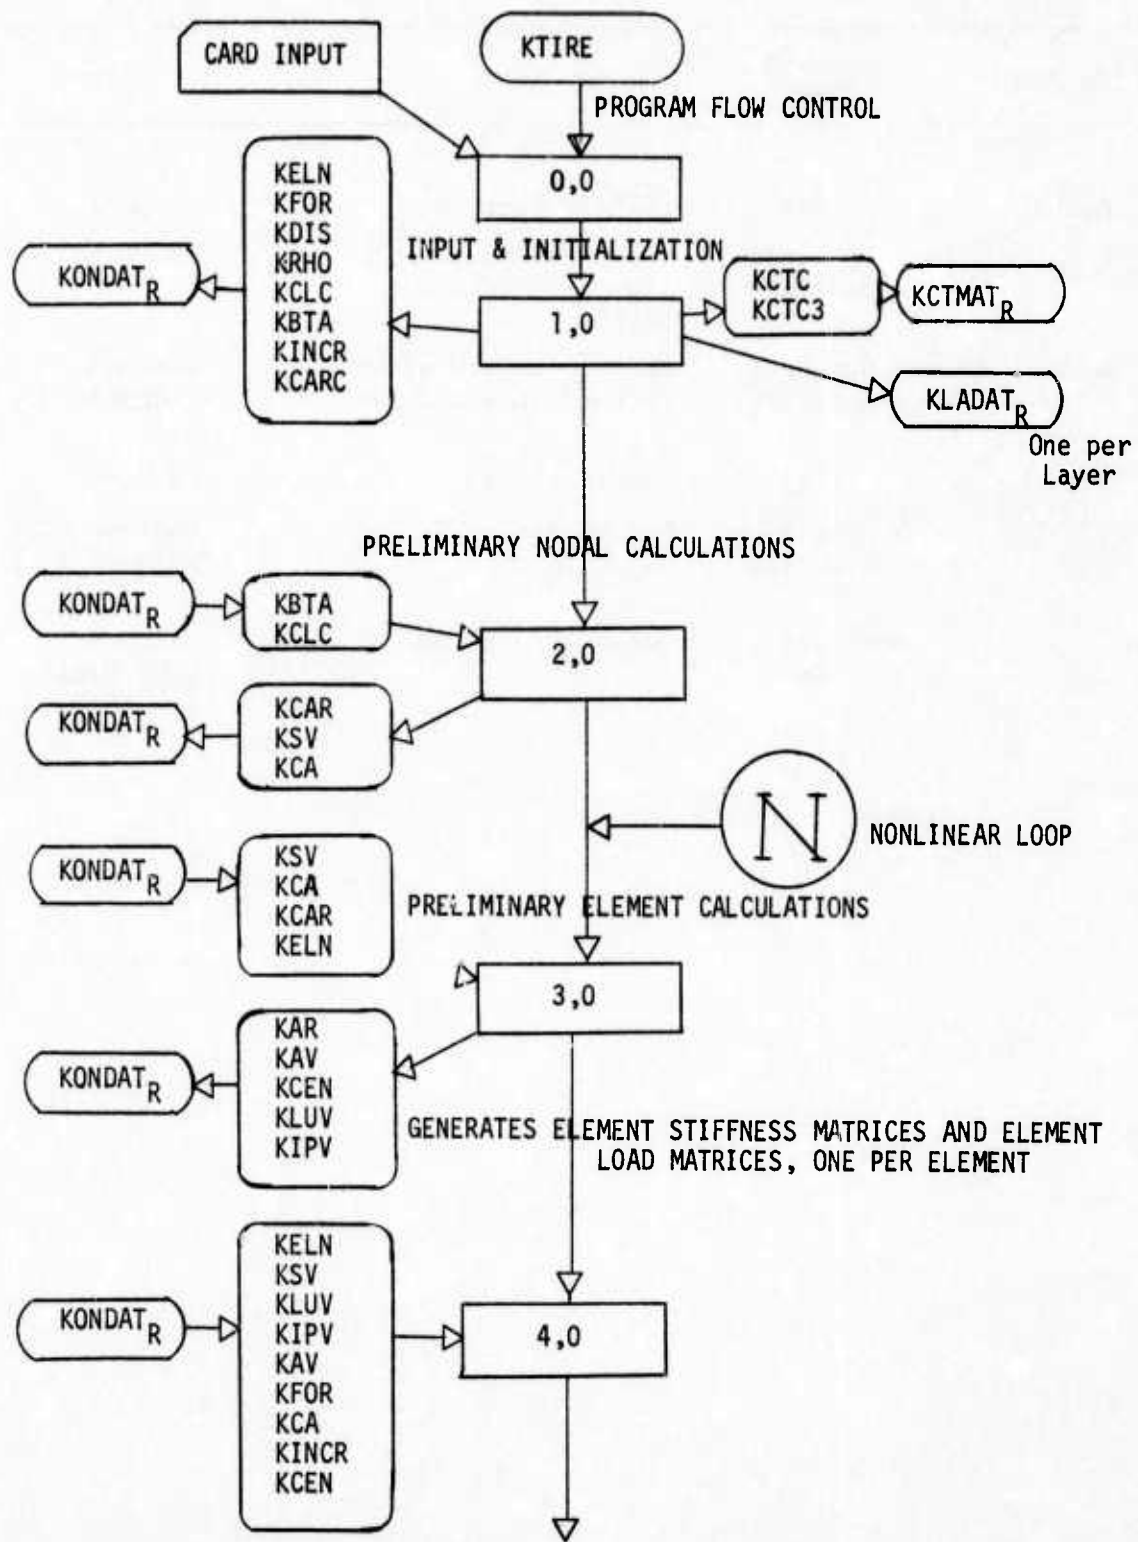 CARD INPUT
KTIRE
PROGRAM FLOW CONTROL
0,0
KELN
KFOR
KDIS
KRHO
KCLC
KBTA
KINCR
KCARC
KONDATR
INPUT & INITIALIZATION
1,0
KCTC
KCTC3
KCTMATR
KLADATR
One per
Layer
PRELIMINARY NODAL CALCULATIONS
KONDATR
KBTA
KCLC
2,0
KONDATR
KCAR
KSV
KCA
N
NONLINEAR LOOP
KONDATR
KSV
KCA
KCAR
KELN
PRELIMINARY ELEMENT CALCULATIONS
3,0
KONDATR
KAR
KAV
KCEN
KLUV
KIPV
GENERATES ELEMENT STIFFNESS MATRICES AND ELEMENT
LOAD MATRICES, ONE PER ELEMENT
KONDATR
KELN
KSV
KLUV
KIPV
KAV
KFOR
KCA
KINCR
KCEN
4,0